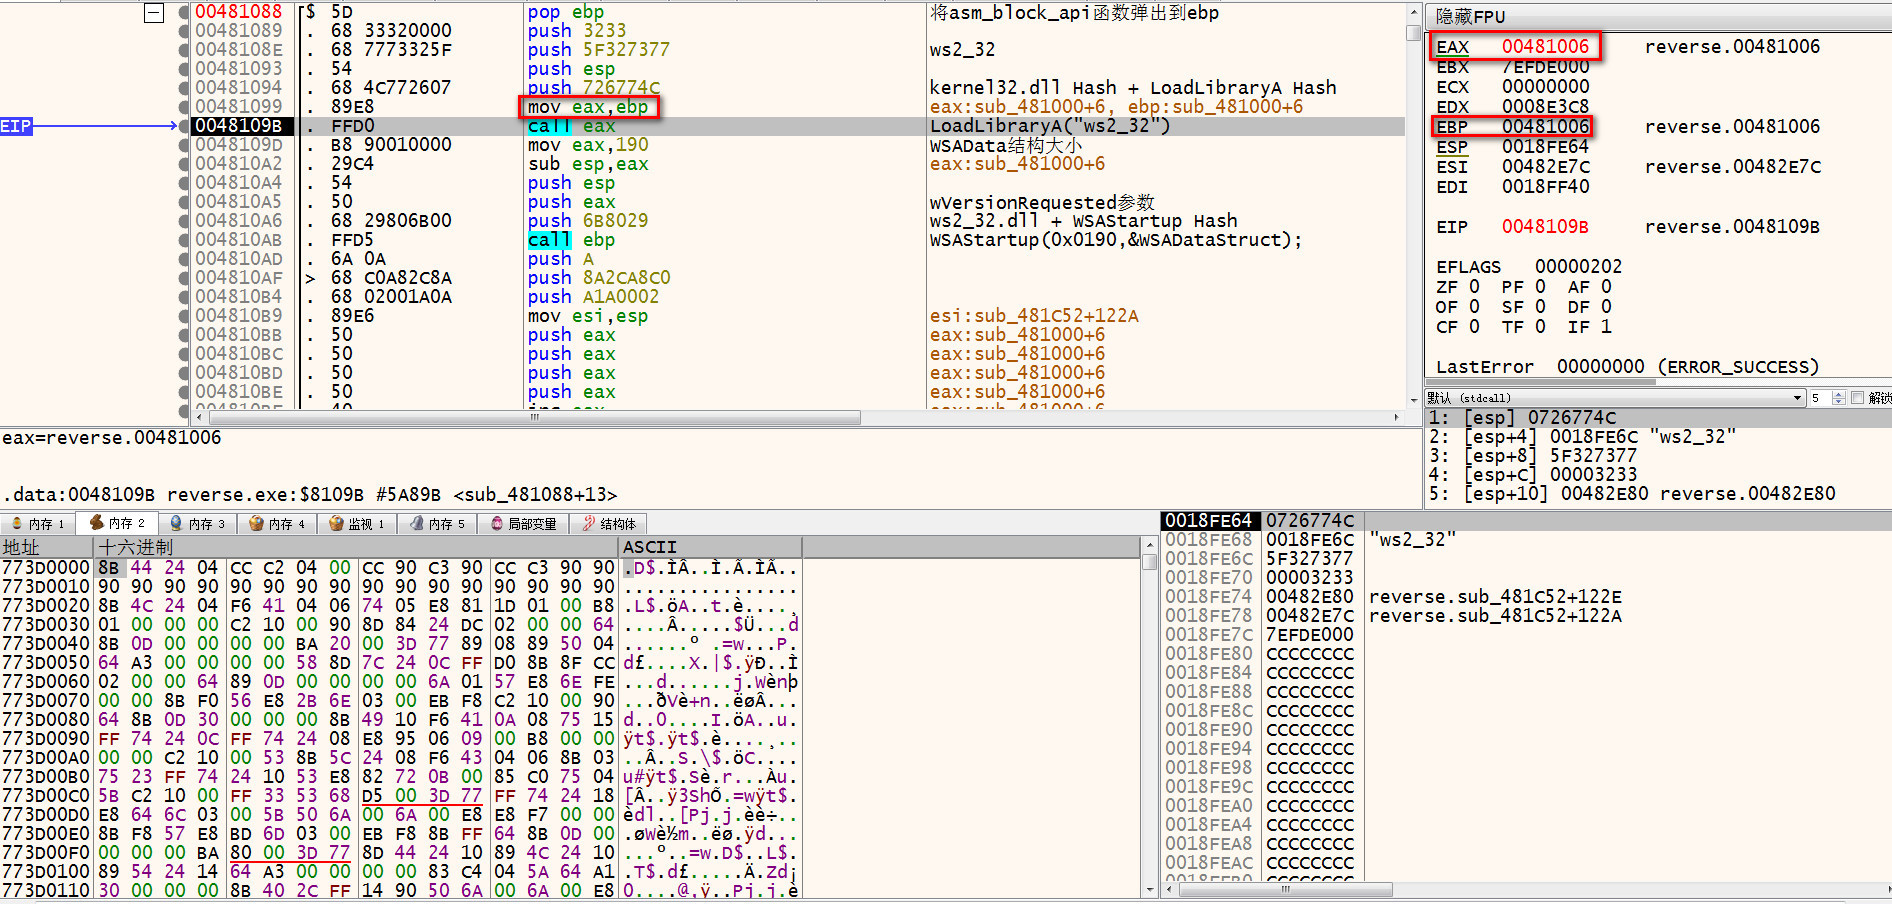 00481088 $ 5D pop ebp 将asm_block_api函数弹出到ebp
00481089 . 68 33320000 push 3233
0048108E . 68 7773325F push 5F327377 ws2_32
00481093 . 54 push esp
00481094 . 68 4C772607 push 726774C kernel32.dll Hash + LoadLibraryA Hash
00481099 . 89E8 mov eax,ebp eax:sub_481000+6, ebp:sub_481000+6
EIP 0048109B . FFD0 call eax LoadLibraryA("ws2_32")
0048109D . B8 90010000 mov eax,190 WSAData结构大小
004810A2 . 29C4 sub esp,eax eax:sub_481000+6
004810A4 . 54 push esp
004810A5 . 50 push eax wVersionRequested参数
004810A6 . 68 29806B00 push 6B8029 ws2_32.dll + WSAStartup Hash
004810AB . FFD5 call ebp WSAStartup(0x0190,&WSADataStruct);
004810AD . 6A 0A push A
004810AF > 68 C0A82C8A push 8A2CA8C0
004810B4 . 68 02001A0A push A1A0002
004810B9 . 89E6 mov esi,esp esi:sub_481C52+122A
004810BB . 50 push eax eax:sub_481000+6
004810BC . 50 push eax eax:sub_481000+6
004810BD . 50 push eax eax:sub_481000+6
004810BE . 50 push eax eax:sub_481000+6
隐藏FPU
EAX 00481006 reverse.00481006
EBX 7EFDE000
ECX 00000000
EDX 0008E3C8
EBP 00481006 reverse.00481006
ESP 0018FE64
ESI 00482E7C reverse.00482E7C
EDI 0018FF40
EIP 0048109B reverse.0048109B
EFLAGS 00000202
ZF 0 PF 0 AF 0
OF 0 SF 0 DF 0
CF 0 TF 0 IF 1
LastError 00000000 (ERROR_SUCCESS)
默认 (stdcall) 5 解锁
1: [esp] 0726774C
2: [esp+4] 0018FE6C "ws2_32"
3: [esp+8] 5F327377
4: [esp+C] 00003233
5: [esp+10] 00482E80 reverse.00482E80
eax=reverse.00481006
.data:0048109B reverse.exe:$8109B #5A89B <sub_481088+13>
内存 1 内存 2 内存 3 内存 4 监视 1 内存 5 局部变量 结构体
地址 十六进制 ASCII
773D0000 8B 44 24 04 CC C2 04 00 CC 90 C3 90 CC C3 90 90 .D$.ÌÂ..Ì.Ã.ÌÃ..
773D0010 90 90 90 90 90 90 90 90 90 90 90 90 90 90 90 90 ................
773D0020 8B 4C 24 04 F6 41 04 06 74 05 E8 81 1D 01 00 B8 .L$.öA..t.è....¸
773D0030 01 00 00 00 C2 10 00 90 8D 84 24 DC 02 00 00 64 ....Â.....$Ü...d
773D0040 8B 0D 00 00 00 00 BA 20 00 3D 77 89 08 89 50 04 ......º .=w...P.
773D0050 64 A3 00 00 00 00 58 8D 7C 24 0C FF D0 8B 8F CC d£....X.|$.ÿÐ..Ì
773D0060 02 00 00 64 89 0D 00 00 00 00 6A 01 57 E8 6E FE ...d......j.Wènþ
773D0070 00 00 8B F0 56 E8 2B 6E 03 00 EB F8 C2 10 00 90 ...ðVè+n..ëøÂ...
773D0080 64 8B 0D 30 00 00 00 8B 49 10 F6 41 0A 08 75 15 d..0....I.öA..u.
773D0090 FF 74 24 0C FF 74 24 08 E8 95 06 09 00 B8 00 00 ÿt$.ÿt$.è....¸..
773D00A0 00 00 C2 10 00 53 8B 5C 24 08 F6 43 04 06 8B 03 ..Â..S.\$.öC....
773D00B0 75 23 FF 74 24 10 53 E8 82 72 0B 00 85 C0 75 04 u#ÿt$.Sè.r...Àu.
773D00C0 5B C2 10 00 FF 33 53 68 D5 00 3D 77 FF 74 24 18 [Â..ÿ3ShÕ.=wÿt$.
773D00D0 E8 64 6C 03 00 5B 50 6A 00 6A 00 E8 E8 F7 00 00 èdl..[Pj.j.èè÷..
773D00E0 8B F8 57 E8 BD 6D 03 00 EB F8 8B FF 64 8B 0D 00 .øWè½m..ëø.ÿd...
773D00F0 00 00 00 BA 80 00 3D 77 8D 44 24 10 89 4C 24 10 ...º..=w.D$..L$.
773D0100 89 54 24 14 64 A3 00 00 00 00 83 C4 04 5A 64 A1 .T$.d£.....Ä.Zd¡
773D0110 30 00 00 00 8B 40 2C FF 14 90 50 6A 00 6A 00 E8 0....@,ÿ..Pj.j.è
0018FE64 0726774C
0018FE68 0018FE6C "ws2_32"
0018FE6C 5F327377
0018FE70 00003233
0018FE74 00482E80 reverse.sub_481C52+122E
0018FE78 00482E7C reverse.sub_481C52+122A
0018FE7C 7EFDE000
0018FE80 CCCCCCCC
0018FE84 CCCCCCCC
0018FE88 CCCCCCCC
0018FE8C CCCCCCCC
0018FE90 CCCCCCCC
0018FE94 CCCCCCCC
0018FE98 CCCCCCCC
0018FE9C CCCCCCCC
0018FEA0 CCCCCCCC
0018FEA4 CCCCCCCC
0018FEA8 CCCCCCCC
0018FEAC CCCCCCCC
0018FEB0 CCCCCCCC